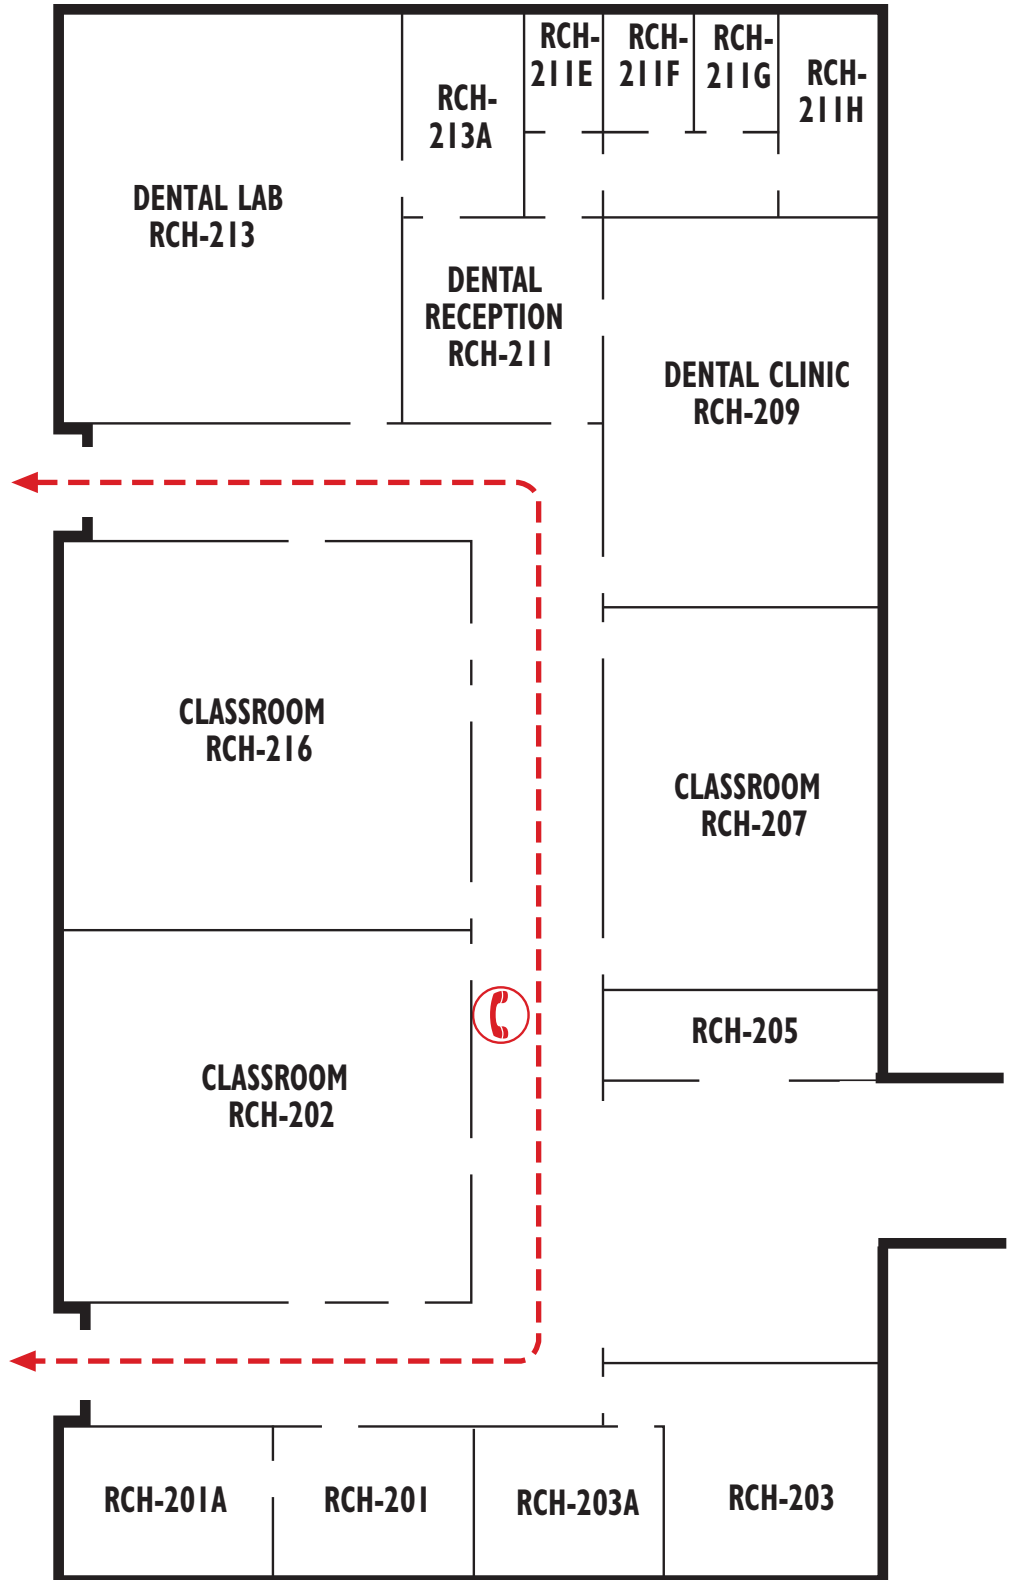 RCH-
211E
RCH-
211F
RCH-
211G
RCH-
211H
RCH-
213A
DENTAL LAB
RCH-213
DENTAL
RECEPTION
RCH-211
DENTAL CLINIC
RCH-209
CLASSROOM
RCH-216
CLASSROOM
RCH-207
RCH-205
CLASSROOM
RCH-202
RCH-201A
RCH-201
RCH-203A
RCH-203